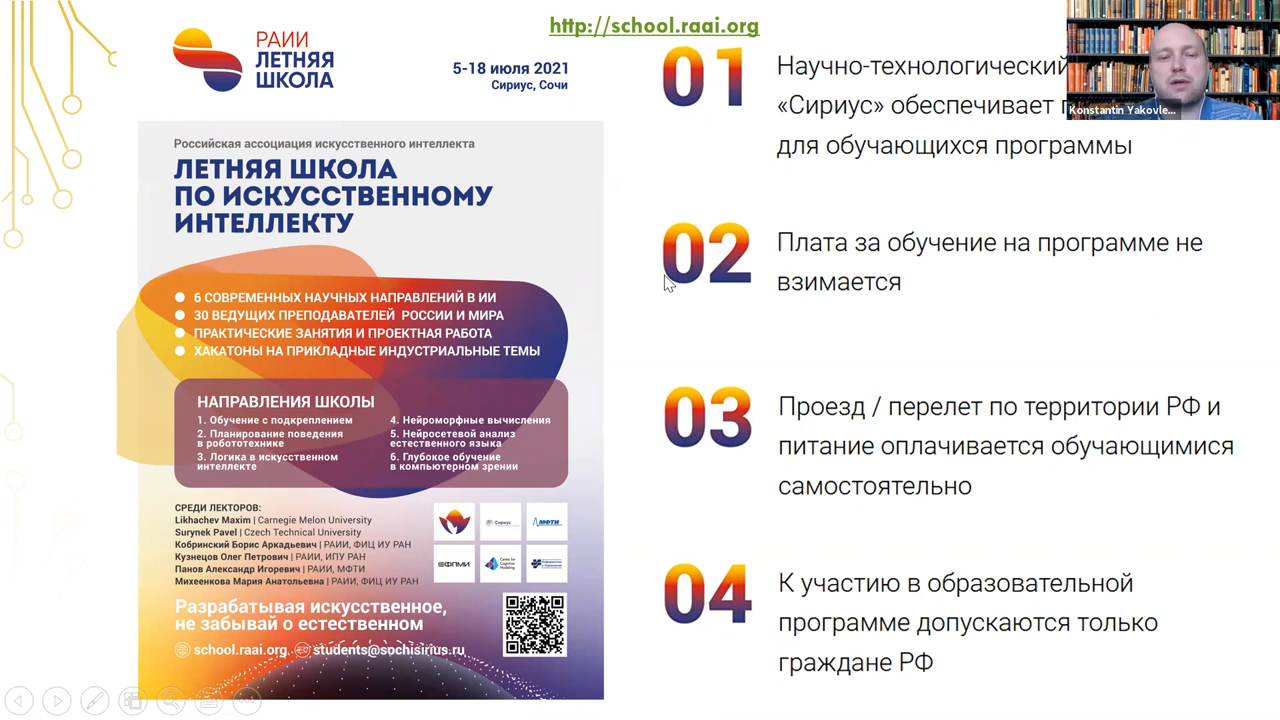 http://school.raai.org
РАИИ
ЛЕТНЯЯ
ШКОЛА
5-18 июля 2021
Сириус, Сочи
Российская ассоциация искусственного интеллекта
ЛЕТНЯЯ ШКОЛА
ПО ИСКУССТВЕННОМУ
ИНТЕЛЛЕКТУ
6 СОВРЕМЕННЫХ НАУЧНЫХ НАПРАВЛЕНИЙ В ИИ
30 ВЕДУЩИХ ПРЕПОДАВАТЕЛЕЙ РОССИИ И МИРА
ПРАКТИЧЕСКИЕ ЗАНЯТИЯ И ПРОЕКТНАЯ РАБОТА
ХАКАТОНЫ НА ПРИКЛАДНЫЕ ИНДУСТРИАЛЬНЫЕ ТЕМЫ
НАПРАВЛЕНИЯ ШКОЛЫ
1. Обучение с подкреплением
2. Планирование поведения
в робототехнике
3. Логика в искусственном
интеллекте
4. Нейроморфные вычисления
5. Нейросетевой анализ
естественного языка
6. Глубокое обучение
в компьютерном зрении
СРЕДИ ЛЕКТОРОВ:
Likhachev Maxim | Carnegie Melon University
Surynek Pavel | Czech Technical University
Кобринский Борис Аркадьевич | РАИИ, ФИЦ ИУ РАН
Кузнецов Олег Петрович | РАИИ, ИПУ РАН
Панов Александр Игоревич | РАИИ, МФТИ
Михеенкова Мария Анатольевна | РАИИ, ФИЦ ИУ РАН
Сириус
МФТИ
ФПМИ
Center for
Cognitive
Modeling
Разрабатывая искусственное,
не забывай о естественном
school.raai.org
students@sochisirius.ru
01
Научно-технологический
«Сириус» обеспечивает
для обучающихся программы
02
Плата за обучение на программе не
взимается
03
Проезд / перелет по территории РФ и
питание оплачивается обучающимися
самостоятельно
04
К участию в образовательной
программе допускаются только
граждане РФ
Konstantin Yakovle...